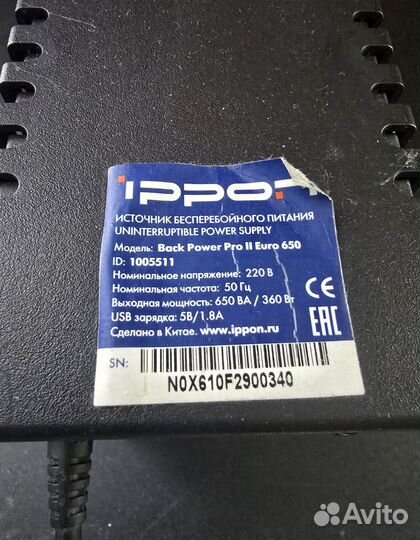 ippon
ИСТОЧНИК БЕСПЕРЕБОЙНОГО ПИТАНИЯ
UNINTERRUPTIBLE POWER SUPPLY
Модель: Back Power Pro II Euro 650
ID: 1005511
Номинальное напряжение: 220 В
Номинальная частота: 50 Гц
Выходная мощность: 650 ВА / 360 Вт
USB зарядка: 5В/1.8А
Сделано в Китае. www.ippon.ru
CE
EAC
SN:
N0X610F2900340
Avito